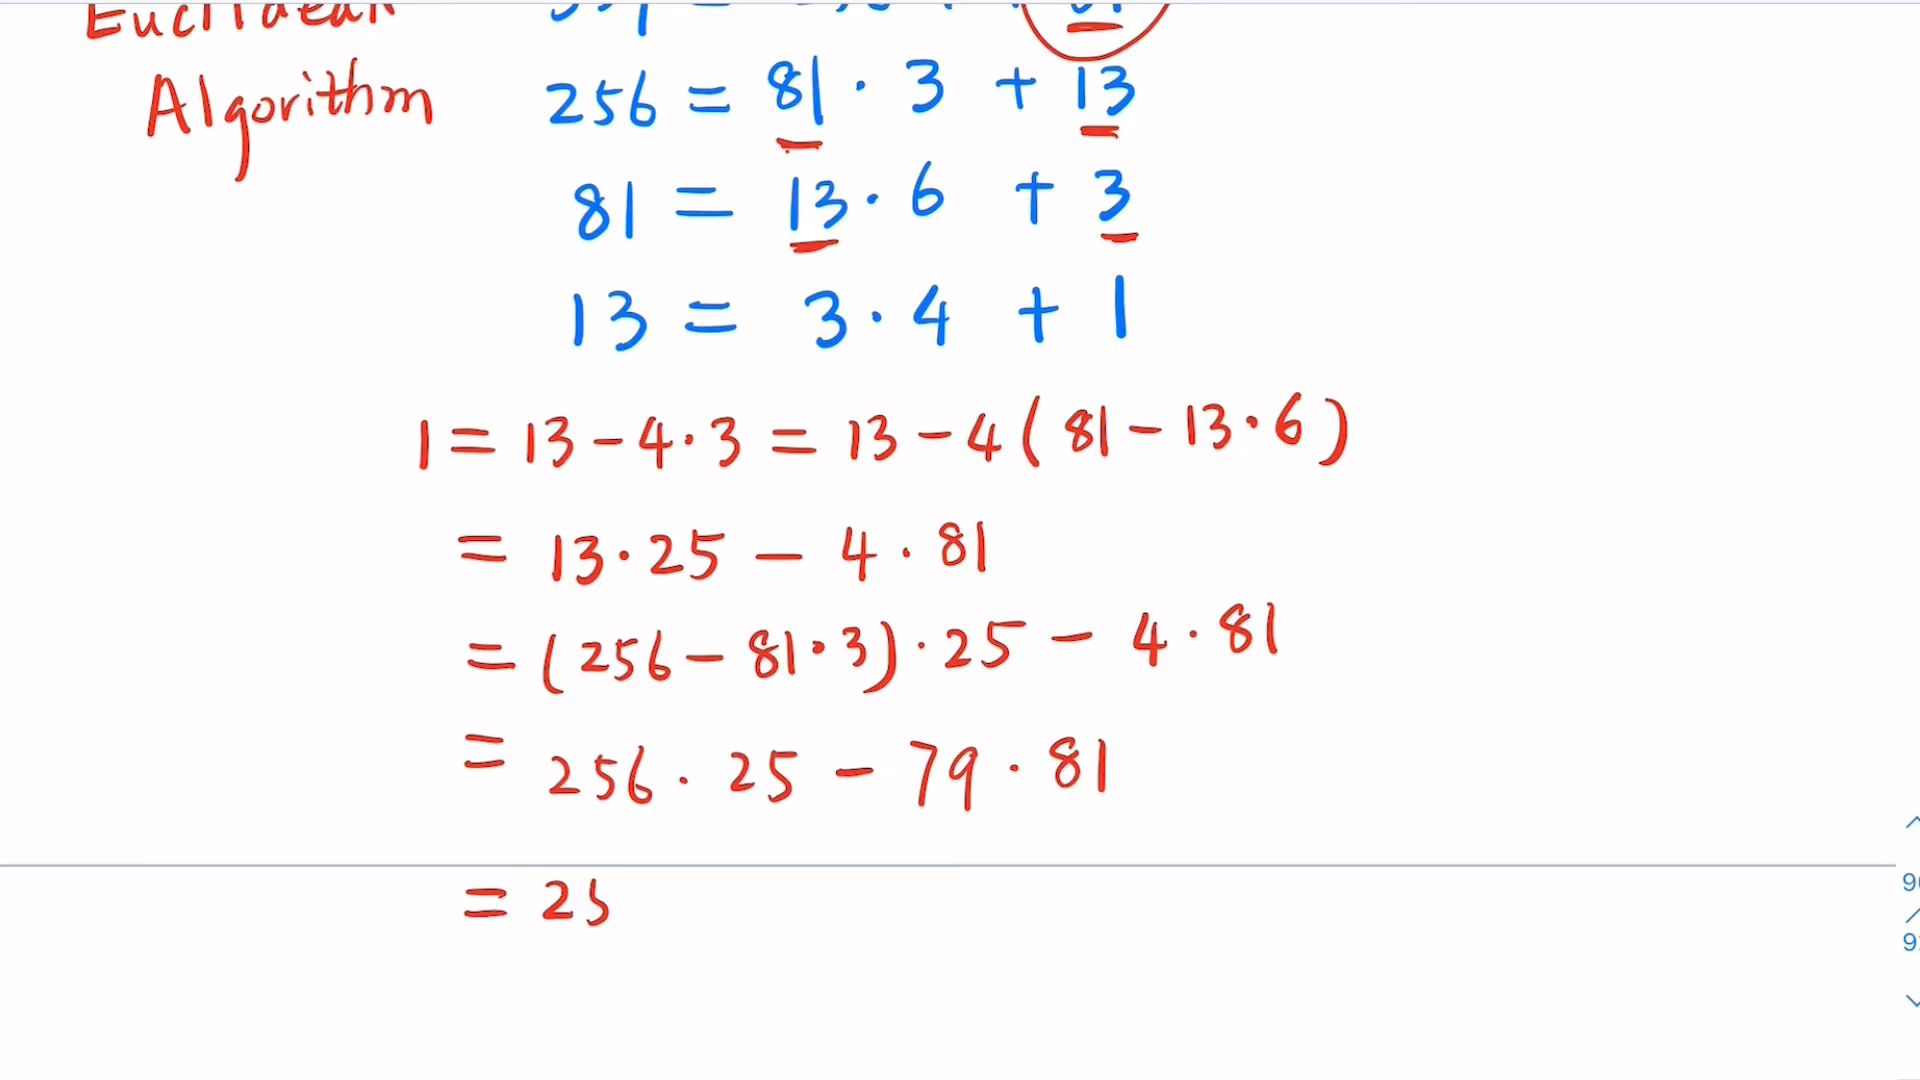 Euclidean
Algorithm
256 = 81 · 3 + 13
81 = 13 · 6 + 3
13 = 3 · 4 + 1
1 = 13 - 4 · 3 = 13 - 4 ( 81 - 13 · 6 )
= 13 · 25 - 4 · 81
= (256 - 81 · 3) · 25 - 4 · 81
= 256 · 25 - 79 · 81
= 25